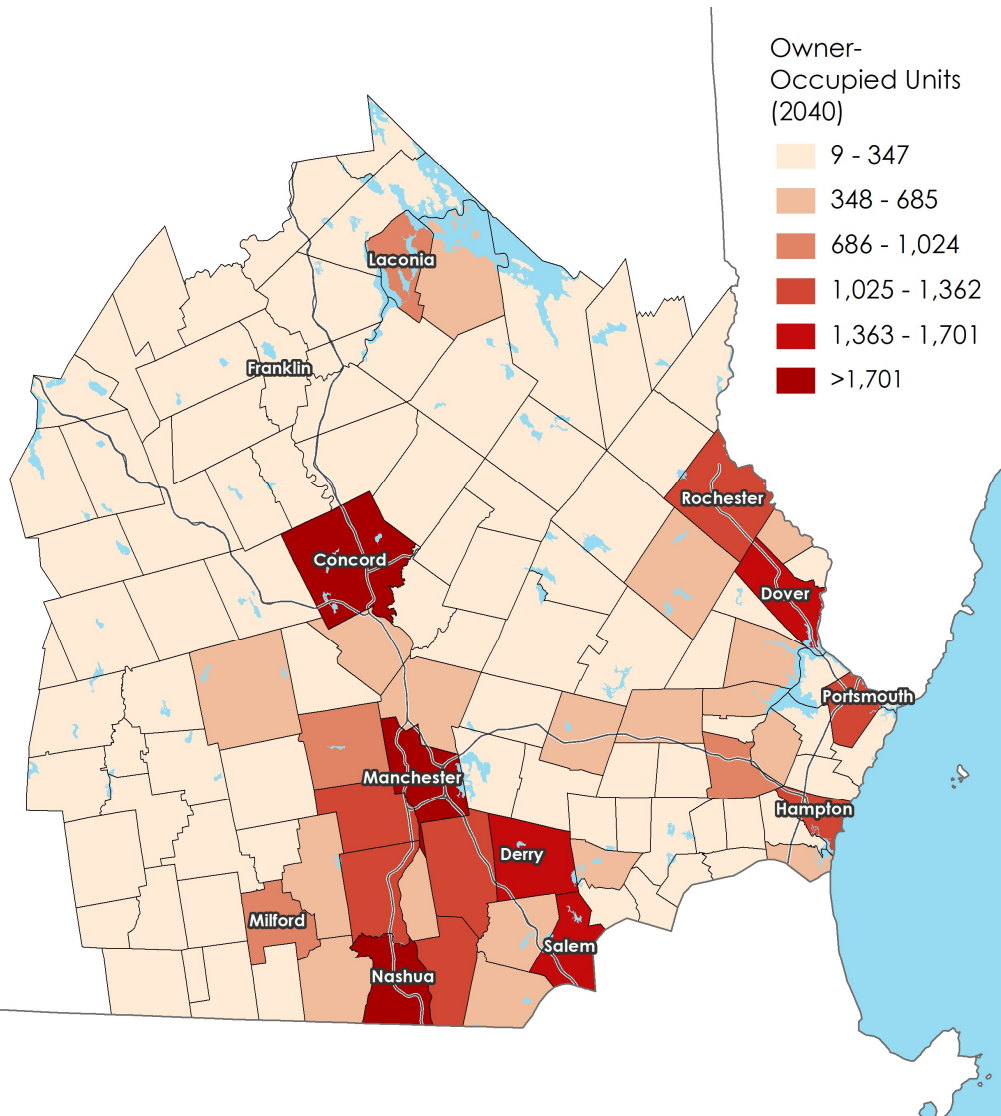 Owner-
Occupied Units
(2040)
9 - 347
348 - 685
686 - 1,024
1,025 - 1,362
1,363 - 1,701
>1,701
Laconia
Franklin
Rochester
Concord
Dover
Portsmouth
Manchester
Hampton
Derry
Milford
Salem
Nashua